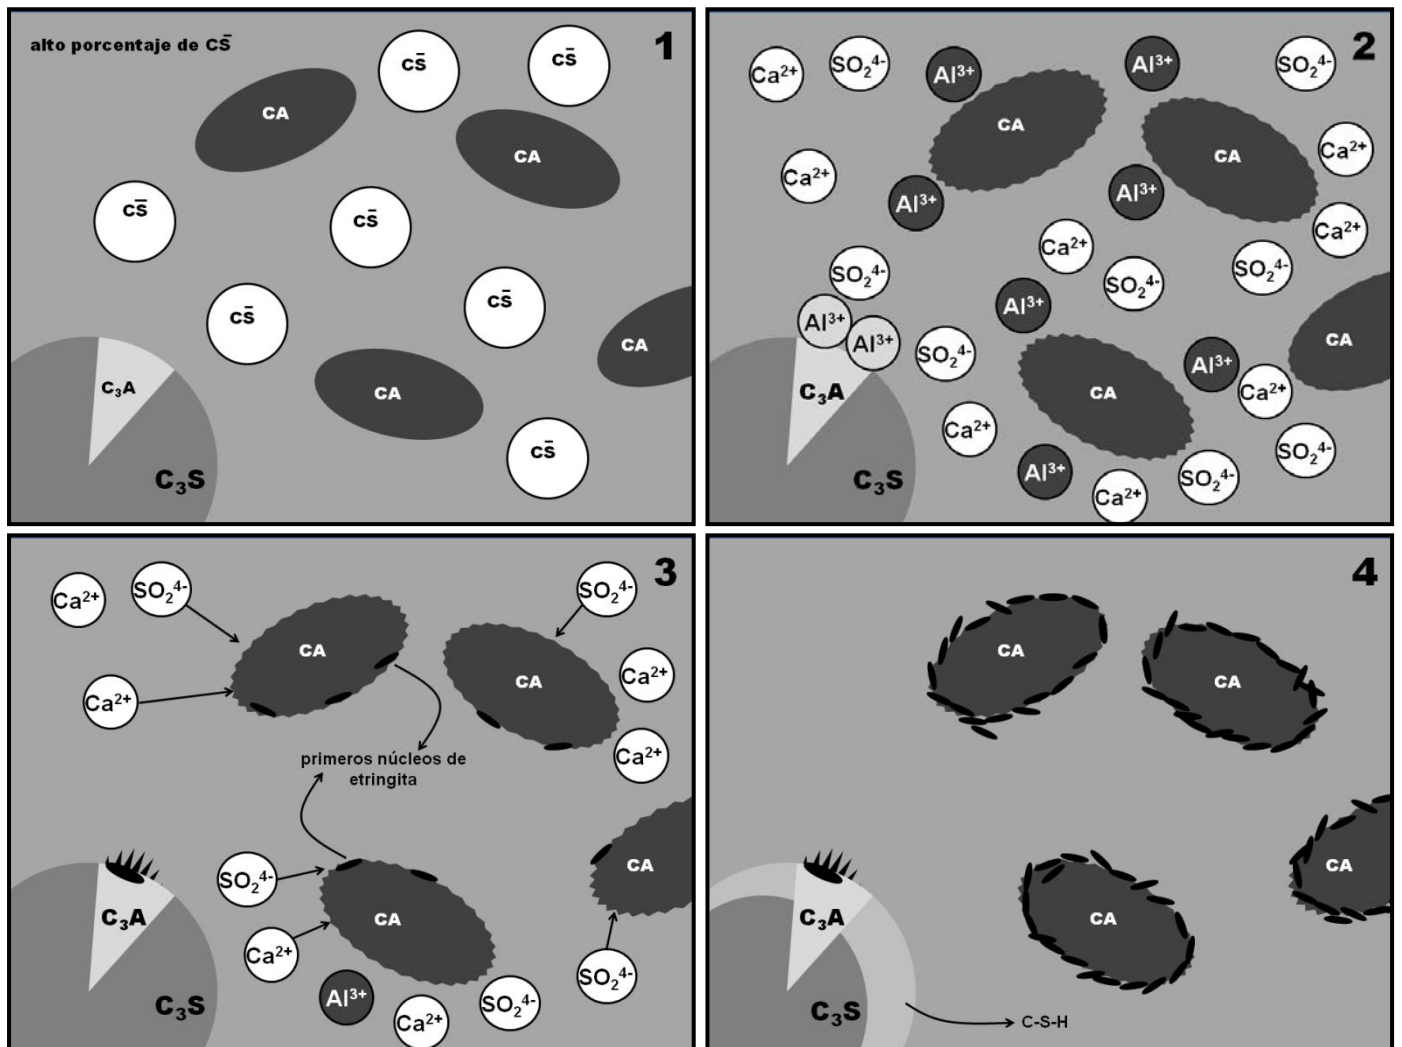 alto porcentaje de CS̄
1
CS̄
CS̄
CA
CA
CS̄
CS̄
CS̄
CS̄
CA
C₃A
CA
CS̄
C₃S
2
Ca²⁺
SO₂⁴⁻
Al³⁺
Al³⁺
SO₂⁴⁻
CA
CA
Ca²⁺
Ca²⁺
Al³⁺
Al³⁺
Ca²⁺
Ca²⁺
SO₂⁴⁻
SO₂⁴⁻
SO₂⁴⁻
Al³⁺
Al³⁺
Al³⁺
SO₂⁴⁻
Al³⁺
CA
C₃A
CA
Ca²⁺
Ca²⁺
SO₂⁴⁻
Al³⁺
SO₂⁴⁻
C₃S
Ca²⁺
3
Ca²⁺
SO₂⁴⁻
SO₂⁴⁻
CA
CA
Ca²⁺
Ca²⁺
Ca²⁺
primeros núcleos de
etringita
SO₂⁴⁻
CA
C₃A
CA
Ca²⁺
SO₂⁴⁻
Al³⁺
SO₂⁴⁻
C₃S
Ca²⁺
4
CA
CA
CA
C₃A
CA
C₃S
C-S-H